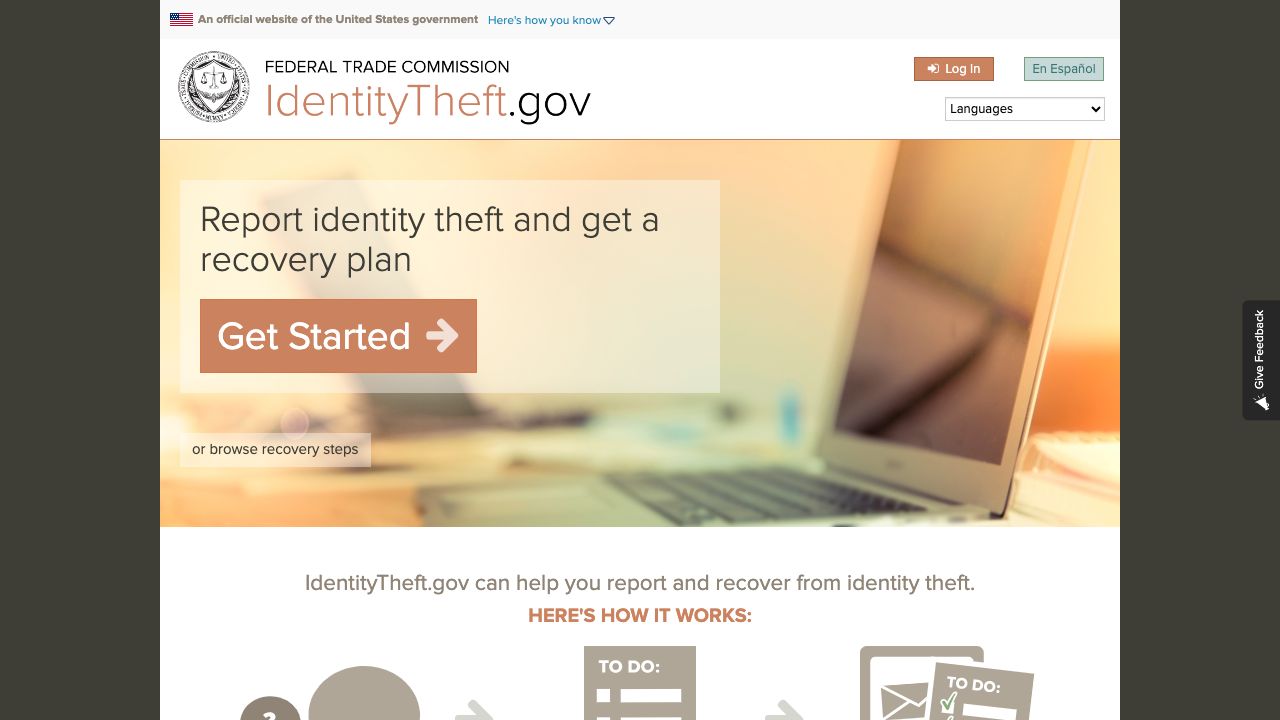 An official website of the United States government Here's how you know
FEDERAL TRADE COMMISSION
IdentityTheft.gov
Log In
En Español
Languages
Report identity theft and get a
recovery plan
Get Started
or browse recovery steps
Give Feedback
IdentityTheft.gov can help you report and recover from identity theft.
HERE'S HOW IT WORKS:
TO DO:
TO DO:
?